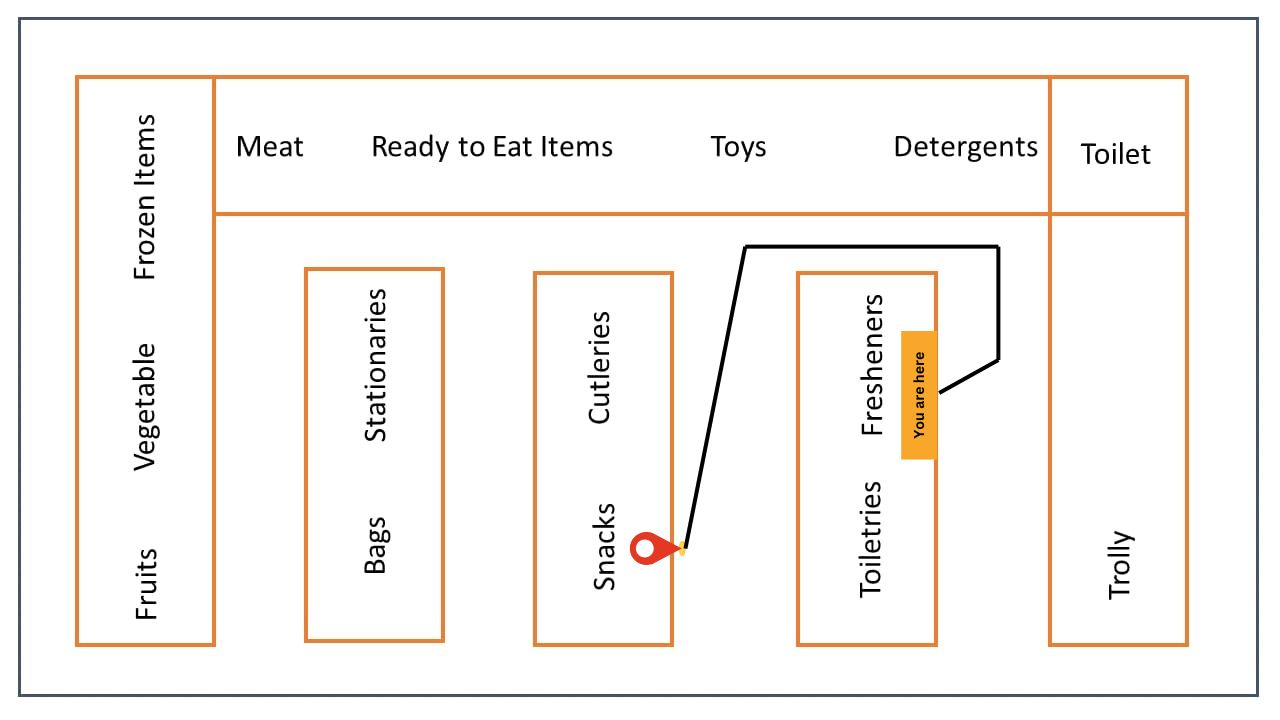 Meat
Ready to Eat Items
Toys
Detergents
Toilet
Frozen Items
Vegetable
Fruits
Stationaries
Bags
Cutleries
Snacks
Fresheners
You are here
Toiletries
Trolly